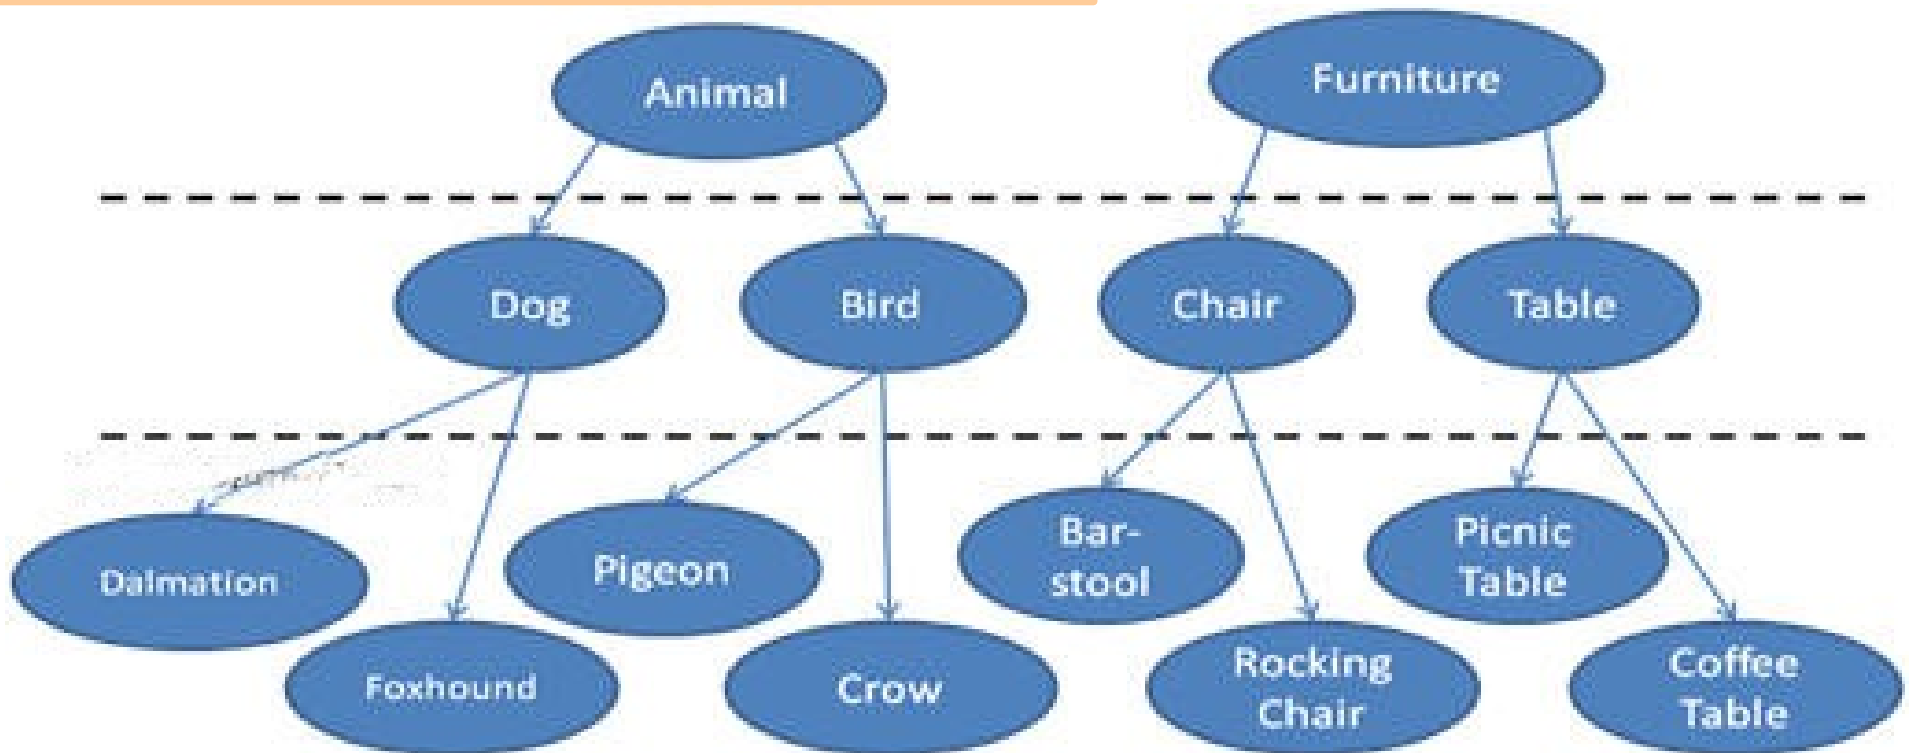 Animal
Furniture
Dog
Bird
Chair
Table
Dalmation
Foxhound
Pigeon
Crow
Bar-
stool
Rocking
Chair
Picnic
Table
Coffee
Table